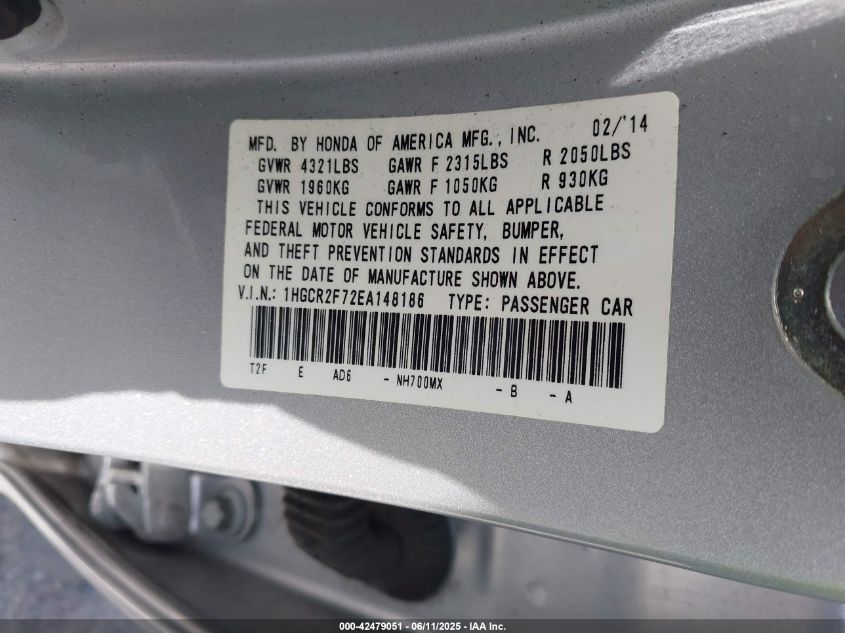 MFD. BY HONDA OF AMERICA MFG., INC. 02/'14
GVWR 4321LBS GAWR F 2315LBS R 2050LBS
GVWR 1960KG GAWR F 1050KG R 930KG
THIS VEHICLE CONFORMS TO ALL APPLICABLE
FEDERAL MOTOR VEHICLE SAFETY, BUMPER,
AND THEFT PREVENTION STANDARDS IN EFFECT
ON THE DATE OF MANUFACTURE SHOWN ABOVE.
V.I.N.: 1HGCR2F72EA148186 TYPE: PASSENGER CAR
T2F E AD6 - NH700MX - B - A
000-42479051 - 06/11/2025 - IAA Inc.